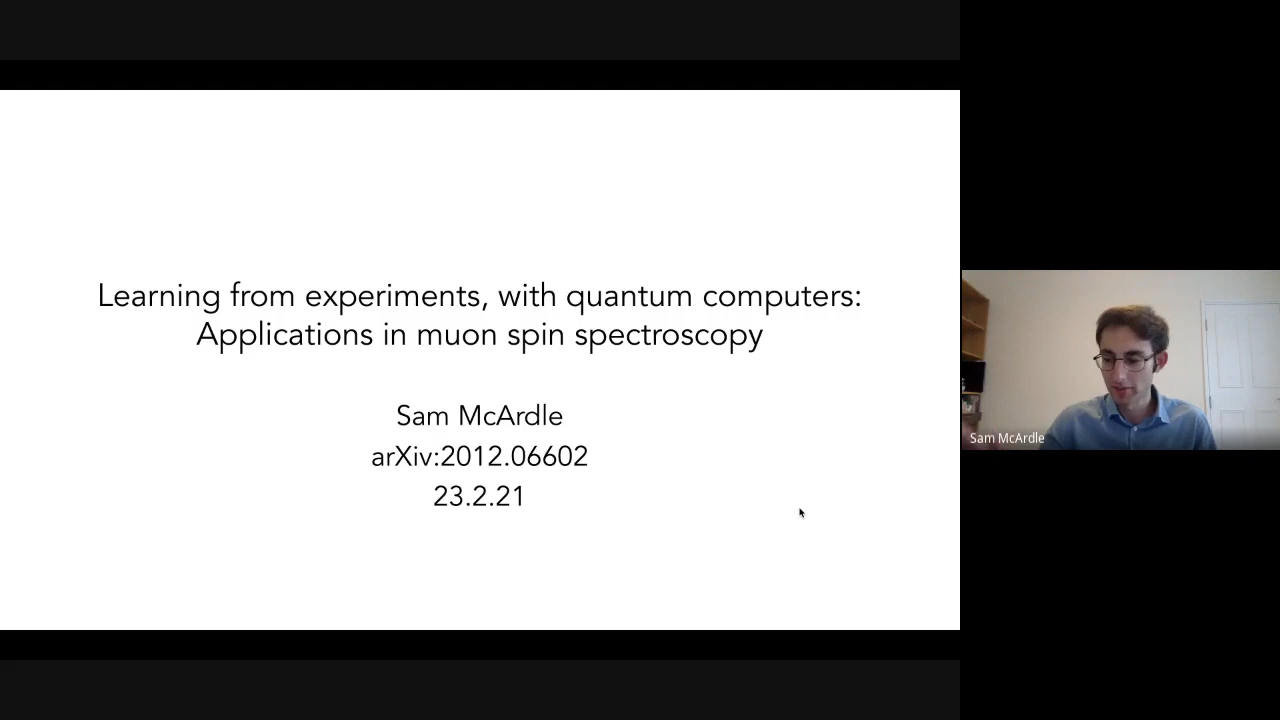 Learning from experiments, with quantum computers:
Applications in muon spin spectroscopy
Sam McArdle
arXiv:2012.06602
23.2.21
Sam McArdle